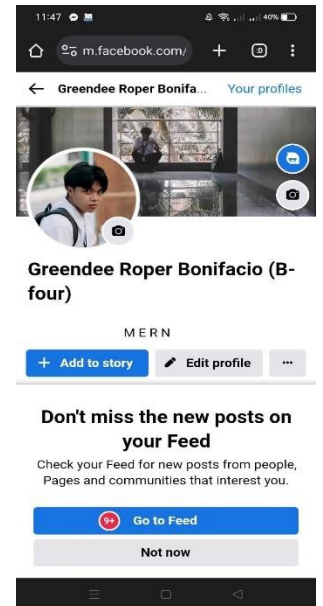 11:47
40%
m.facebook.com/
:D
Greendee Roper Bonifa... Your profiles
Greendee Roper Bonifacio (B-
four)
MERN
+ Add to story Edit profile ...
Don't miss the new posts on
your Feed
Check your Feed for new posts from people,
Pages and communities that interest you.
9+ Go to Feed
Not now